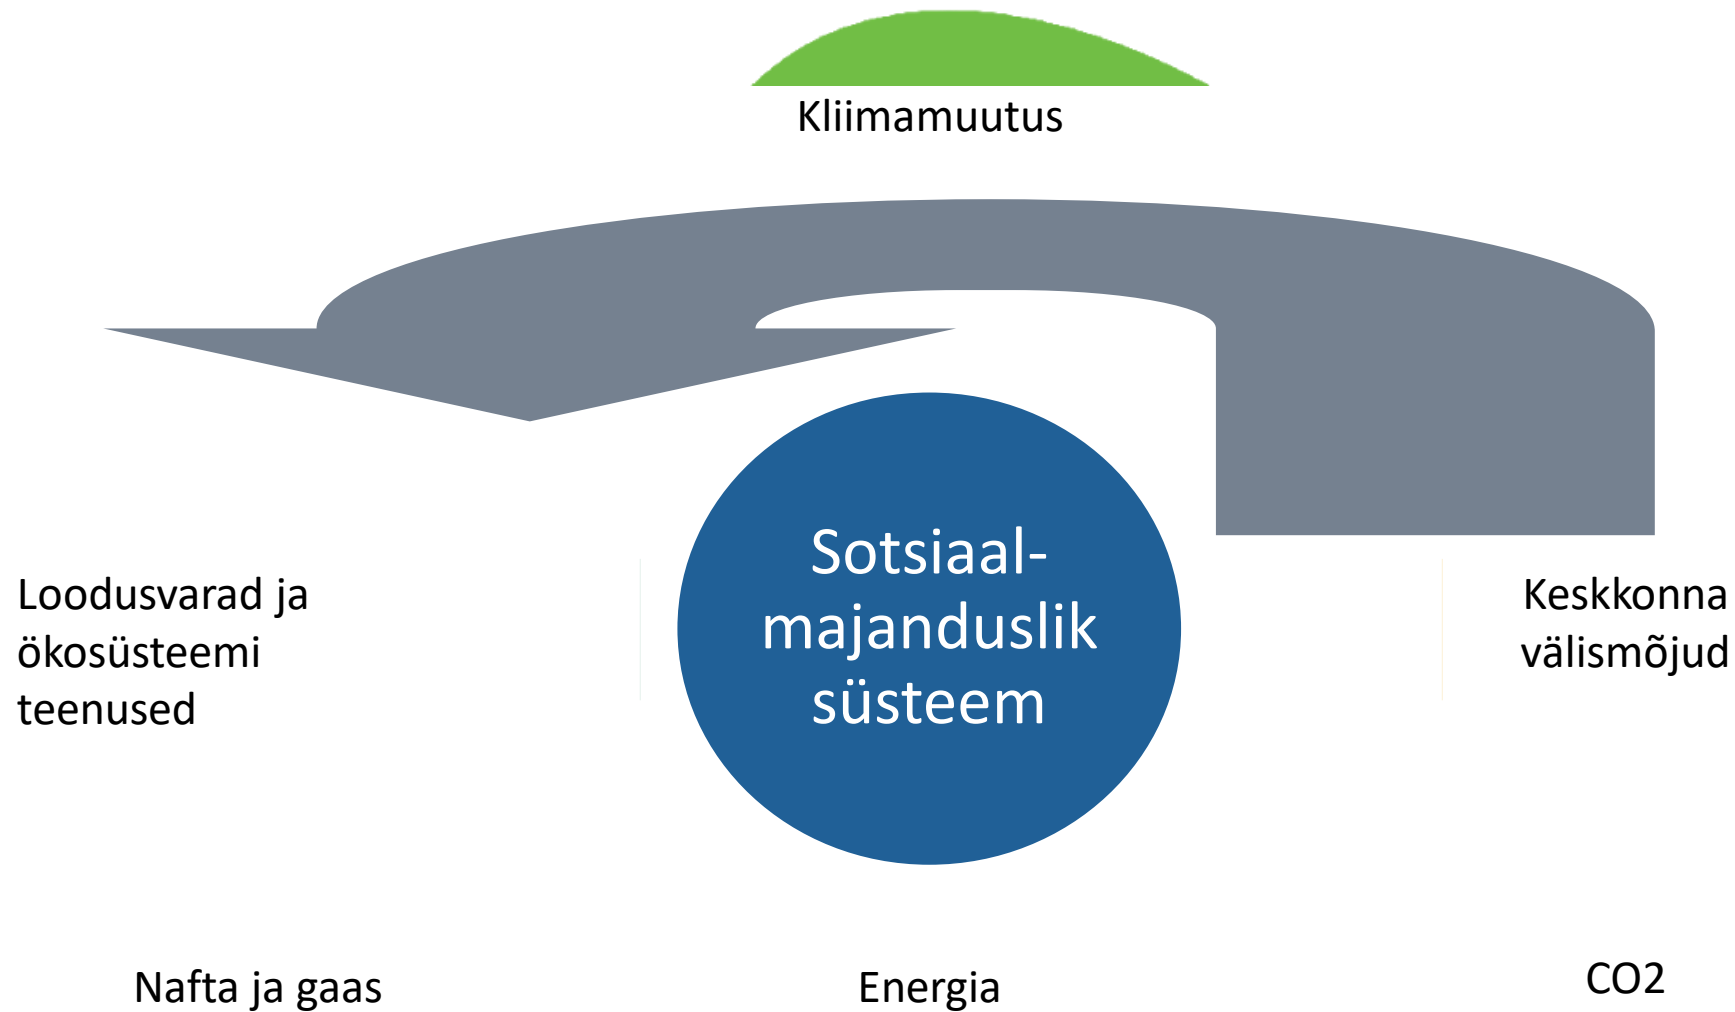 Kliimamuutus
Loodusvarad ja
ökosüsteemi
teenused
Sotsiaal-
majanduslik
süsteem
Keskkonna
välismõjud
Nafta ja gaas
Energia
CO2